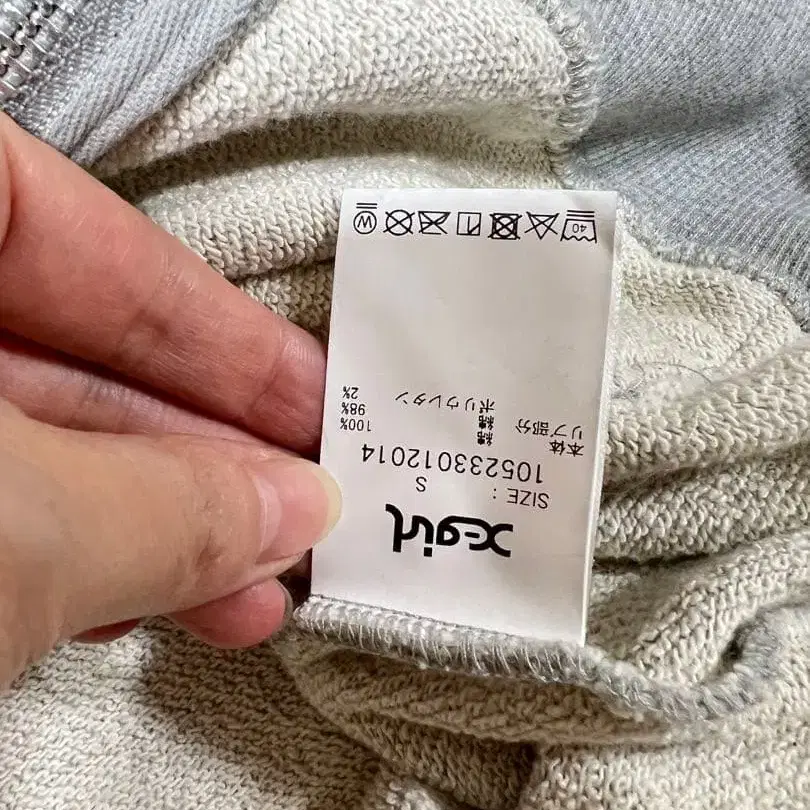 x-girl
SIZE : S
105233012014
本体 綿 100%
リブ部分 綿 98%
ポリウレタン 2%
40 W